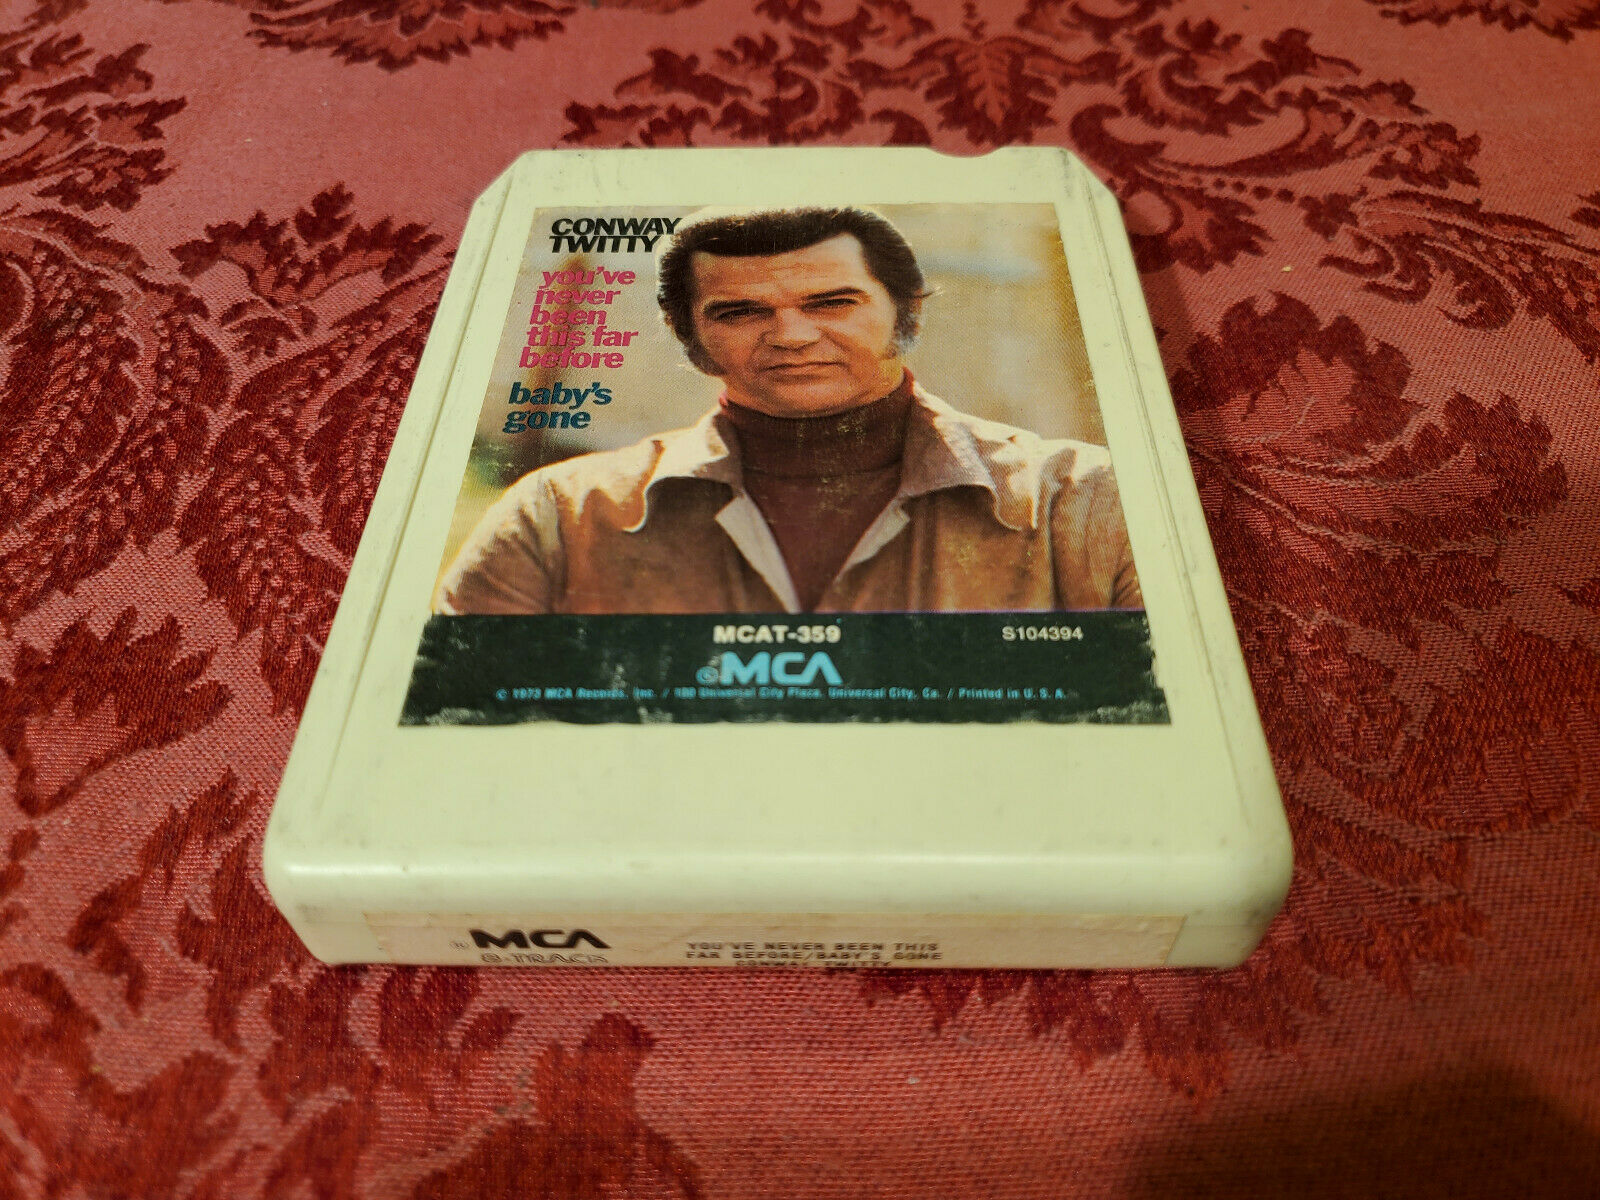 CONWAY
TWITTY
you've
never
been
this far
before
baby's
gone
MCAT-359 S104394
©MCA
© 1973 MCA Records, Inc. / 100 Universal City Plaza, Universal City, Ca. / Printed in U. S. A.
® MCA
8-TRACK
YOU'VE NEVER BEEN THIS
FAR BEFORE/BABY'S GONE
CONWAY TWITTY